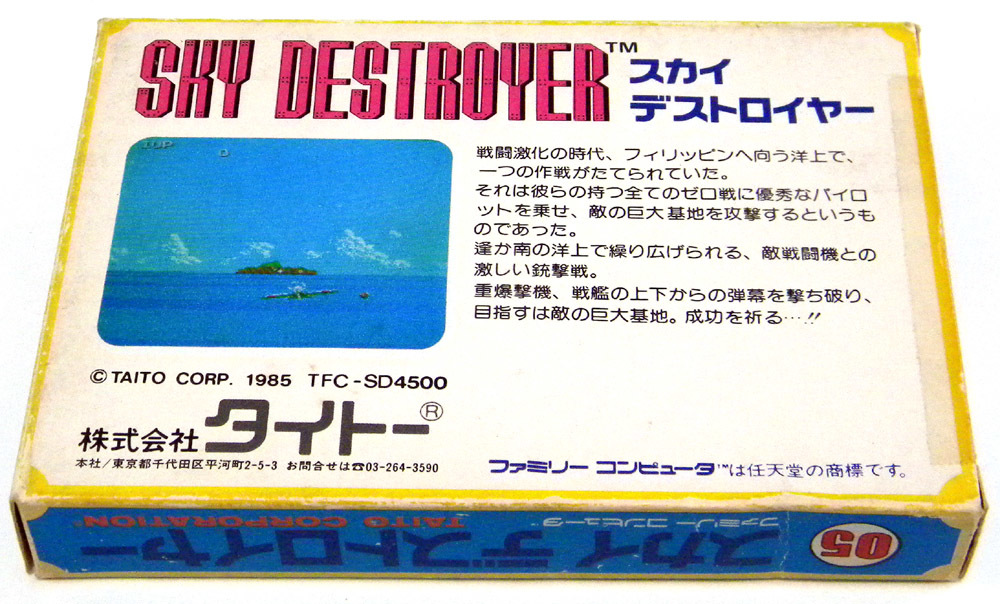 SKY DESTROYER™
スカイ
デストロイヤー
1UP 0
戦闘激化の時代、フィリッピンへ向う洋上で、
一つの作戦がたてられていた。
それは彼らの持つ全てのゼロ戦に優秀なパイロ
ットを乗せ、敵の巨大基地を攻撃するというも
のであった。
遥か南の洋上で繰り広げられる、敵戦闘機との
激しい銃撃戦。
重爆撃機、戦艦の上下からの弾幕を撃ち破り、
目指すは敵の巨大基地。成功を祈る…!!
© TAITO CORP. 1985 TFC-SD4500
株式会社タイトー®
本社/東京都千代田区平河町2-5-3 お問合せは☎03-264-3590
ファミリー コンピュータ™は任天堂の商標です。
05
ファミリー コンピュータ™
スカイ デストロイヤー
TAITO CORPORATION®